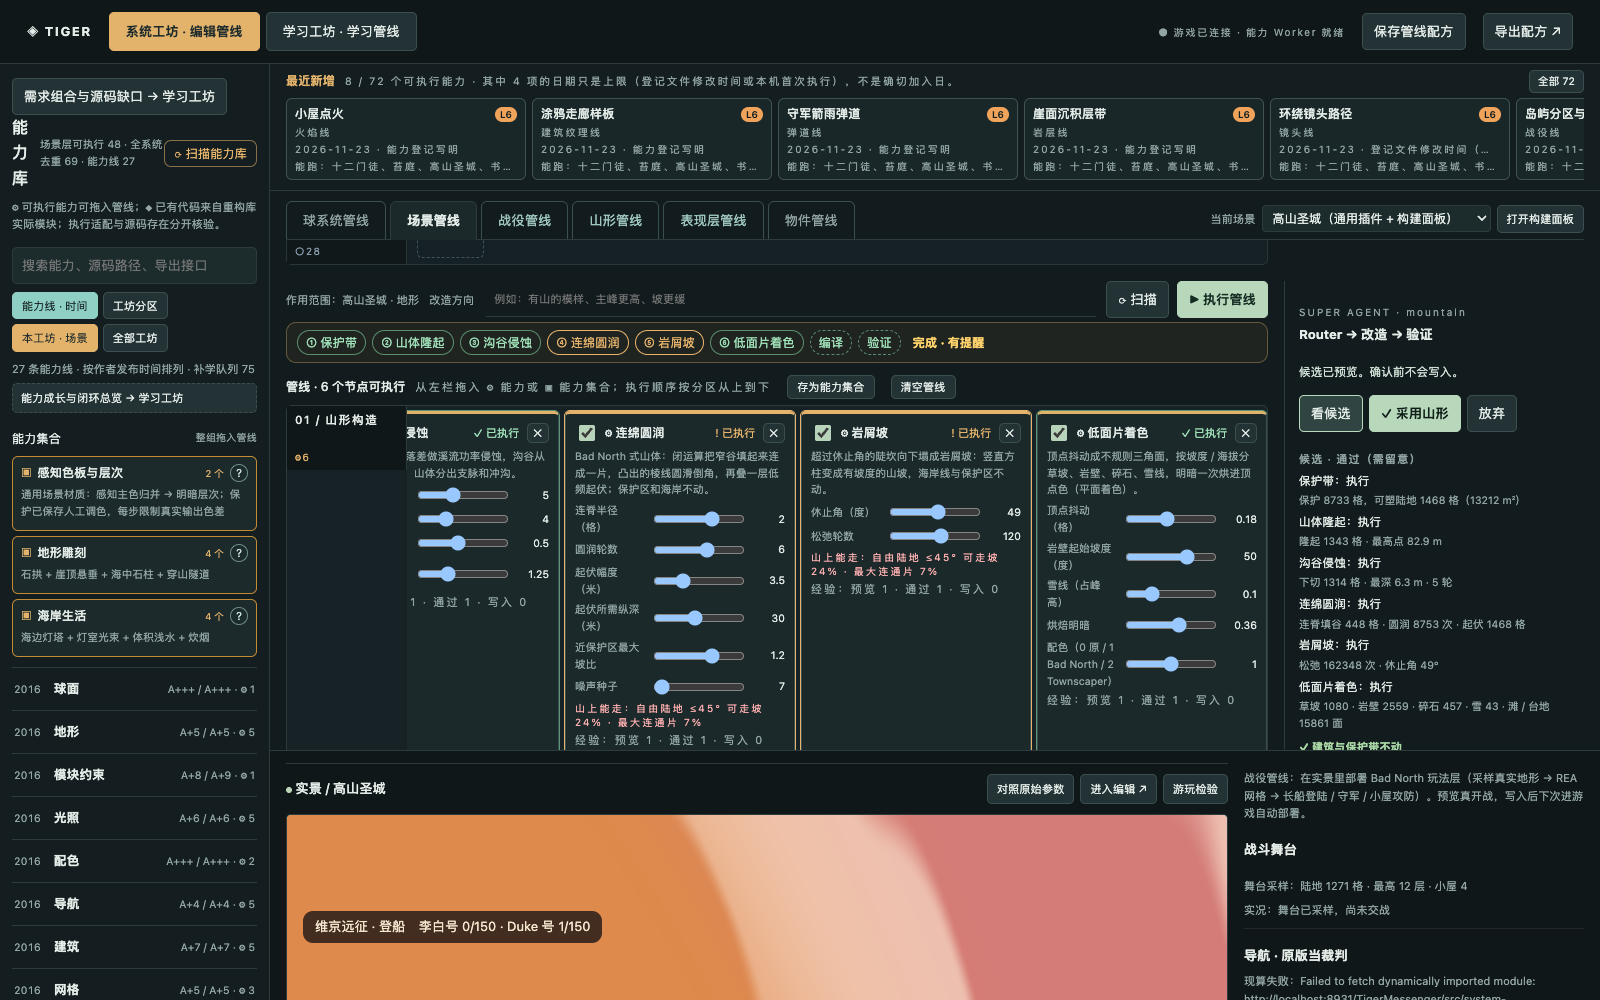 ◈ TIGER
系统工坊 · 编辑管线
学习工坊 · 学习管线
游戏已连接 · 能力 Worker 就绪
保存管线配方
导出配方 ↗
需求组合与源码缺口 → 学习工坊
能力库
场景层可执行 48 · 全系统去重 69 · 能力线 27
⟳ 扫描能力库
⚙ 可执行能力可拖入管线；◆ 已有代码来自重构库
实际模块；执行适配与源码存在分开核验。
搜索能力、源码路径、导出接口
能力线 · 时间
工坊分区
本工坊 · 场景
全部工坊
27 条能力线 · 按作者发布时间排列 · 补学队列 75
能力成长与闭环总览 → 学习工坊
能力集合
整组拖入管线
▣ 感知色板与层次 2 个 ?
通用场景材质：感知主色归并 → 明暗层次；保
护已保存人工调色，每步限制真实输出色差
▣ 地形雕刻 4 个 ?
石拱 + 崖顶悬垂 + 海中石柱 + 穿山隧道
▣ 海岸生活 4 个 ?
海边灯塔 + 灯室光束 + 体积浅水 + 炊烟
2016 球面 A+++ / A+++ · ⚙ 1
2016 地形 A+5 / A+5 · ⚙ 5
2016 模块约束 A+8 / A+9 · ⚙ 1
2016 光照 A+6 / A+6 · ⚙ 5
2016 配色 A+++ / A+++ · ⚙ 2
2016 导航 A+4 / A+4 · ⚙ 5
2016 建筑 A+7 / A+7 · ⚙ 5
2016 网格 A+5 / A+5 · ⚙ 3
最近新增 8 / 72 个可执行能力 · 其中 4 项的日期只是上限（登记文件修改时间或本机首次执行），不是确切加入日。
全部 72
小屋点火 L6
火焰线
2026-11-23 · 能力登记写明
能跑：十二门徒、苔庭、高山圣城、书…
涂鸦走廊样板 L6
建筑纹理线
2026-11-23 · 能力登记写明
能跑：十二门徒、苔庭、高山圣城、书…
守军箭雨弹道 L6
弹道线
2026-11-23 · 能力登记写明
能跑：十二门徒、苔庭、高山圣城、书…
崖面沉积层带 L6
岩层线
2026-11-23 · 能力登记写明
能跑：十二门徒、苔庭、高山圣城、书…
环绕镜头路径 L6
镜头线
2026-11-23 · 登记文件修改时间（…
能跑：十二门徒、苔庭、高山圣城、书…
岛屿分区与
战役线
2026-11-
能跑：十二
球系统管线
场景管线
战役管线
山形管线
表现层管线
物件管线
当前场景
高山圣城（通用插件 + 构建面板）
打开构建面板
⬡28
作用范围：高山圣城 · 地形
改造方向
例如：有山的模样、主峰更高、坡更缓
⟳ 扫描
▶ 执行管线
① 保护带
② 山体隆起
③ 沟谷侵蚀
④ 连绵圆润
⑤ 岩屑坡
⑥ 低面片着色
编译
验证
完成 · 有提醒
管线 · 6 个节点可执行 从左栏拖入 ⚙ 能力或 ▣ 能力集合；执行顺序按分区从上到下
存为能力集合
清空管线
01 / 山形构造
⚙6
侵蚀 ✓ 已执行 ✕
落差做溪流功率侵蚀，沟谷从
山体分出支脉和冲沟。
5
4
0.5
1.25
1 · 通过 1 · 写入 0
⚙ 连绵圆润 ! 已执行 ✕
Bad North 式山体：闭运算把窄谷填起来连
成一片，凸出的棱线圆滑倒角，再叠一层低
频起伏；保护区和海岸不动。
连脊半径（格） 2
圆润轮数 6
起伏幅度（米） 3.5
起伏所需纵深（米） 30
近保护区最大坡比 1.2
噪声种子 7
山上能走：自由陆地 ≤45° 可走坡
24% · 最大连通片 7%
经验：预览 1 · 通过 1 · 写入 0
⚙ 岩屑坡 ! 已执行 ✕
超过休止角的陡坎向下塌成岩屑坡：竖直方
柱变成有坡度的山坡，海岸线与保护区不
动。
休止角（度） 49
松弛轮数 120
山上能走：自由陆地 ≤45° 可走坡
24% · 最大连通片 7%
经验：预览 1 · 通过 1 · 写入 0
⚙ 低面片着色 ✓ 已执行 ✕
顶点抖动成不规则三角面，按坡度 / 海拔分
草坡、岩壁、碎石、雪线，明暗一次烘进顶
点色（平面着色）。
顶点抖动（格） 0.18
岩壁起始坡度（度） 50
雪线（占峰高） 0.1
烘焙明暗 0.36
配色（0 原 / 1 Bad North / 2 Townscaper） 1
经验：预览 1 · 通过 1 · 写入 0
SUPER AGENT · mountain
Router → 改造 → 验证
候选已预览。确认前不会写入。
看候选
✓ 采用山形
放弃
候选 · 通过（需留意）
保护带：执行
保护 8733 格，可塑陆地 1468 格（13212 m²）
山体隆起：执行
隆起 1343 格 · 最高点 82.9 m
沟谷侵蚀：执行
下切 1314 格 · 最深 6.3 m · 5 轮
连绵圆润：执行
连脊填谷 448 格 · 圆润 8753 次 · 起伏 1468 格
岩屑坡：执行
松弛 162348 次 · 休止角 49°
低面片着色：执行
草坡 1080 · 岩壁 2559 · 碎石 457 · 雪 43 · 滩 / 台地
15861 面
✓ 建筑与保护带不动
实景 / 高山圣城
对照原始参数
进入编辑 ↗
游玩检验
维京远征 · 登船 李白号 0/150 · Duke 号 1/150
战役管线：在实景里部署 Bad North 玩法层（采样真实地形 → REA
网格 → 长船登陆 / 守军 / 小屋攻防）。预览真开战，写入后下次进游
戏自动部署。
战斗舞台
舞台采样：陆地 1271 格 · 最高 12 层 · 小屋 4
实况：舞台已采样，尚未交战
导航 · 原版当裁判
现算失败：Failed to fetch dynamically imported module:
http://localhost:8931/TigerMessenger/src/system-